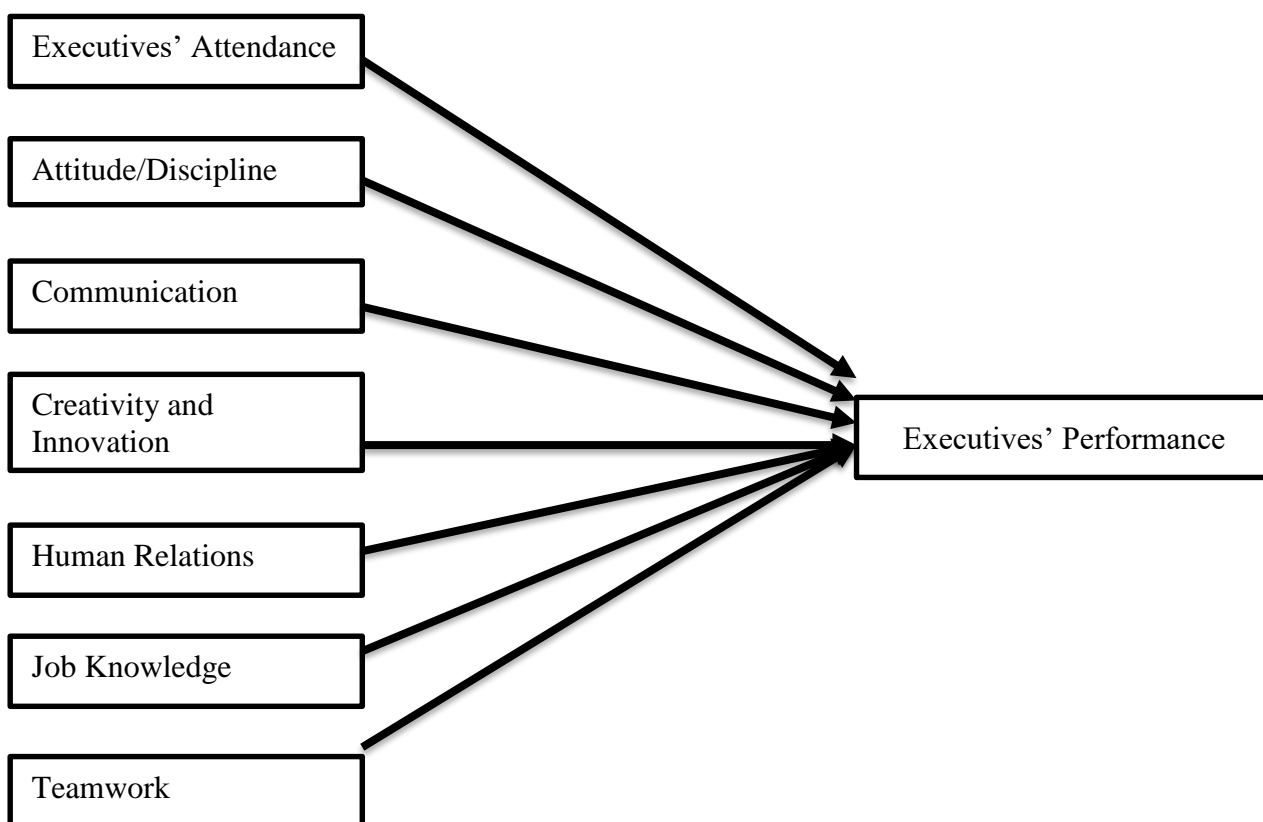 Executives’ Attendance
Attitude/Discipline
Communication
Creativity and
Innovation
Executives’ Performance
Human Relations
Job Knowledge
Teamwork